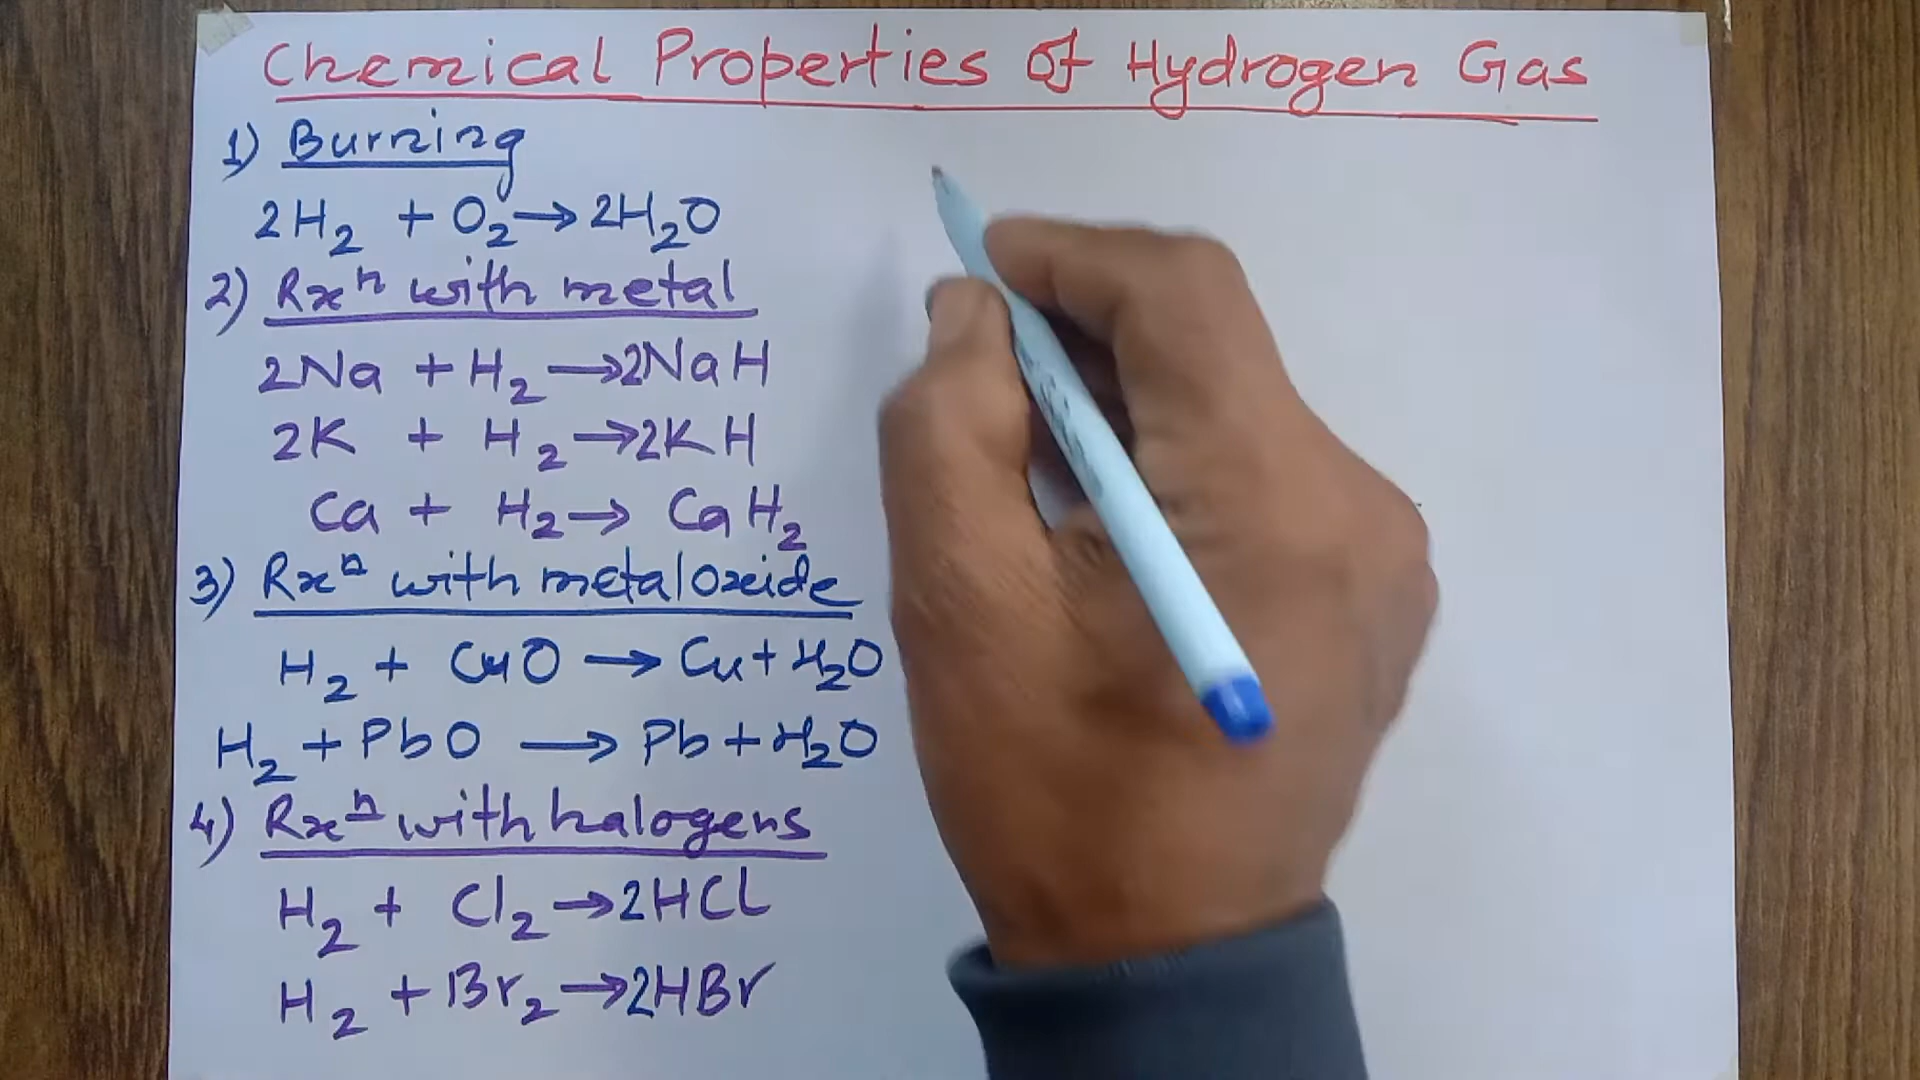 Chemical Properties Of Hydrogen Gas
1) Burning
2H₂ + O₂ → 2H₂O
2) Rxⁿ with metal
2Na + H₂ → 2NaH
2K + H₂ → 2KH
Ca + H₂ → CaH₂
3) Rxⁿ with metal Oxide
H₂ + CuO → Cu + H₂O
H₂ + PbO → Pb + H₂O
4) Rxⁿ with halogens
H₂ + Cl₂ → 2HCl
H₂ + Br₂ → 2HBr